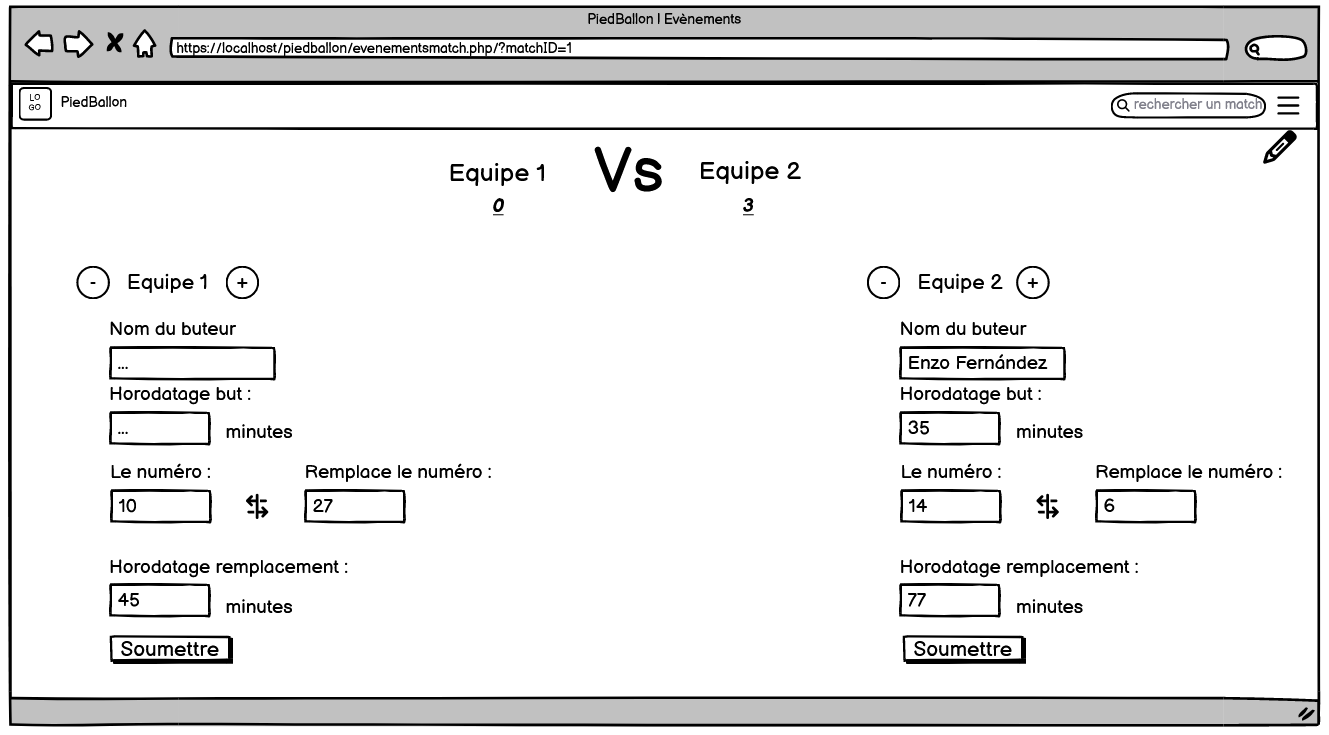 PiedBallon | Evènements
https://localhost/piedballon/evenementsmatch.php/?matchID=1
LO
GO
PiedBallon
rechercher un match
Equipe 1
Vs
Equipe 2
0
3
- Equipe 1 +
Nom du buteur
...
Horodatage but :
... minutes
Le numéro : Remplace le numéro :
10 27
Horodatage remplacement :
45 minutes
Soumettre
- Equipe 2 +
Nom du buteur
Enzo Fernández
Horodatage but :
35 minutes
Le numéro : Remplace le numéro :
14 6
Horodatage remplacement :
77 minutes
Soumettre